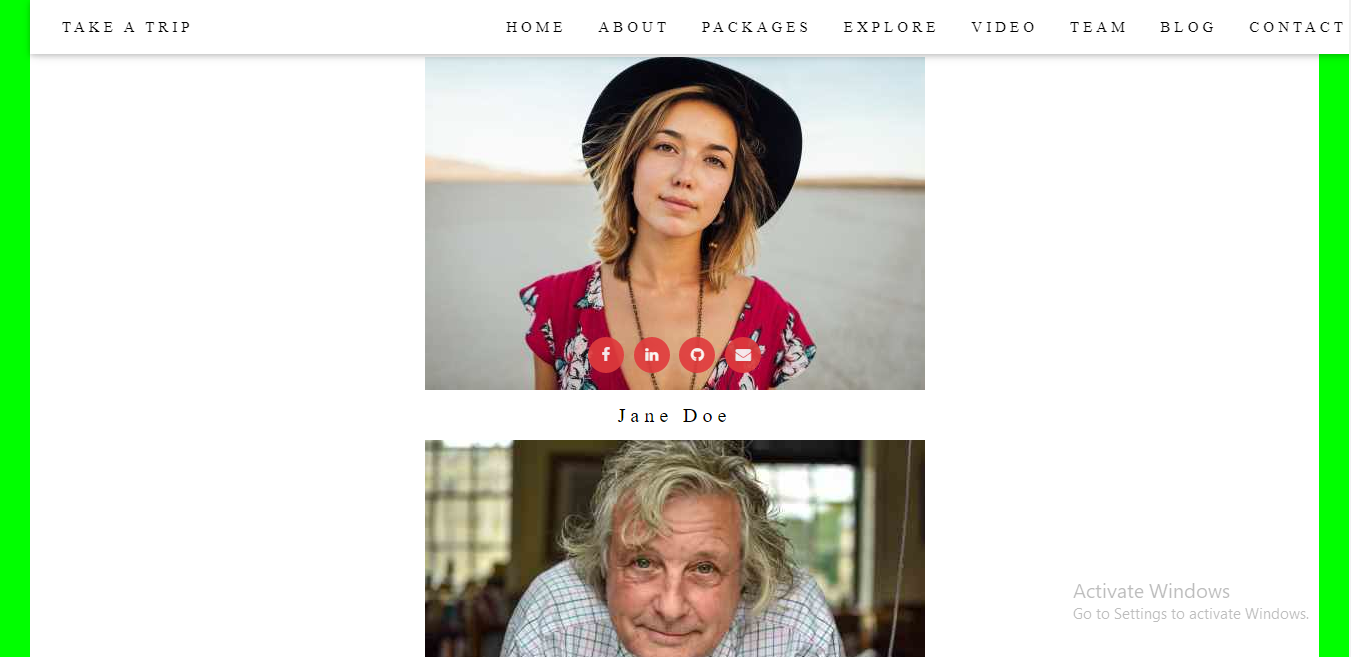 TAKE A TRIP HOME ABOUT PACKAGES EXPLORE VIDEO TEAM BLOG CONTACT
f in
Jane Doe
Activate Windows
Go to Settings to activate Windows.